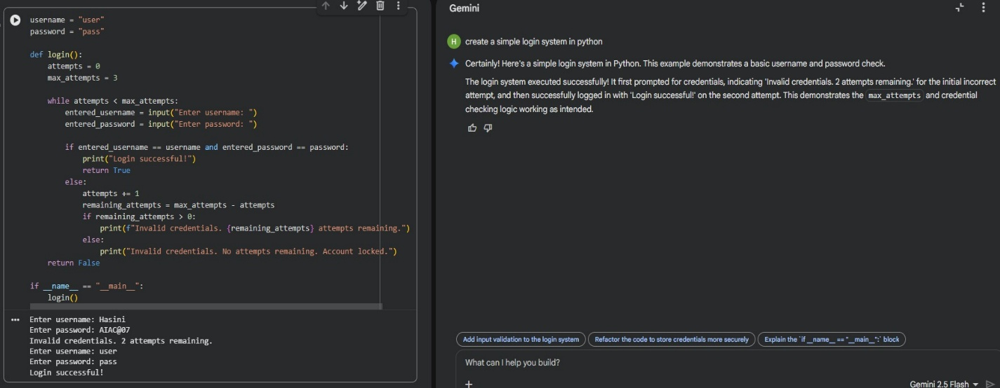 username = "user"
password = "pass"
def login():
    attempts = 0
    max_attempts = 3
    while attempts < max_attempts:
        entered_username = input("Enter username: ")
        entered_password = input("Enter password: ")
        if entered_username == username and entered_password == password:
            print("Login successful!")
            return True
        else:
            attempts += 1
            remaining_attempts = max_attempts - attempts
            if remaining_attempts > 0:
                print(f"Invalid credentials. {remaining_attempts} attempts remaining.")
            else:
                print("Invalid credentials. No attempts remaining. Account locked.")
    return False
if __name__ == "__main__":
    login()
Enter username: Hasini
Enter password: AIAC@07
Invalid credentials. 2 attempts remaining.
Enter username: user
Enter password: pass
Login successful!
Gemini
H create a simple login system in python
Certainly! Here's a simple login system in Python. This example demonstrates a basic username and password check.
The login system executed successfully! It first prompted for credentials, indicating 'Invalid credentials. 2 attempts remaining.' for the initial incorrect
attempt, and then successfully logged in with 'Login successful!' on the second attempt. This demonstrates the max_attempts and credential
checking logic working as intended.
Add input validation to the login system
Refactor the code to store credentials more securely
Explain the `if __name__ == "__main__":` block
What can I help you build?
Gemini 2.5 Flash